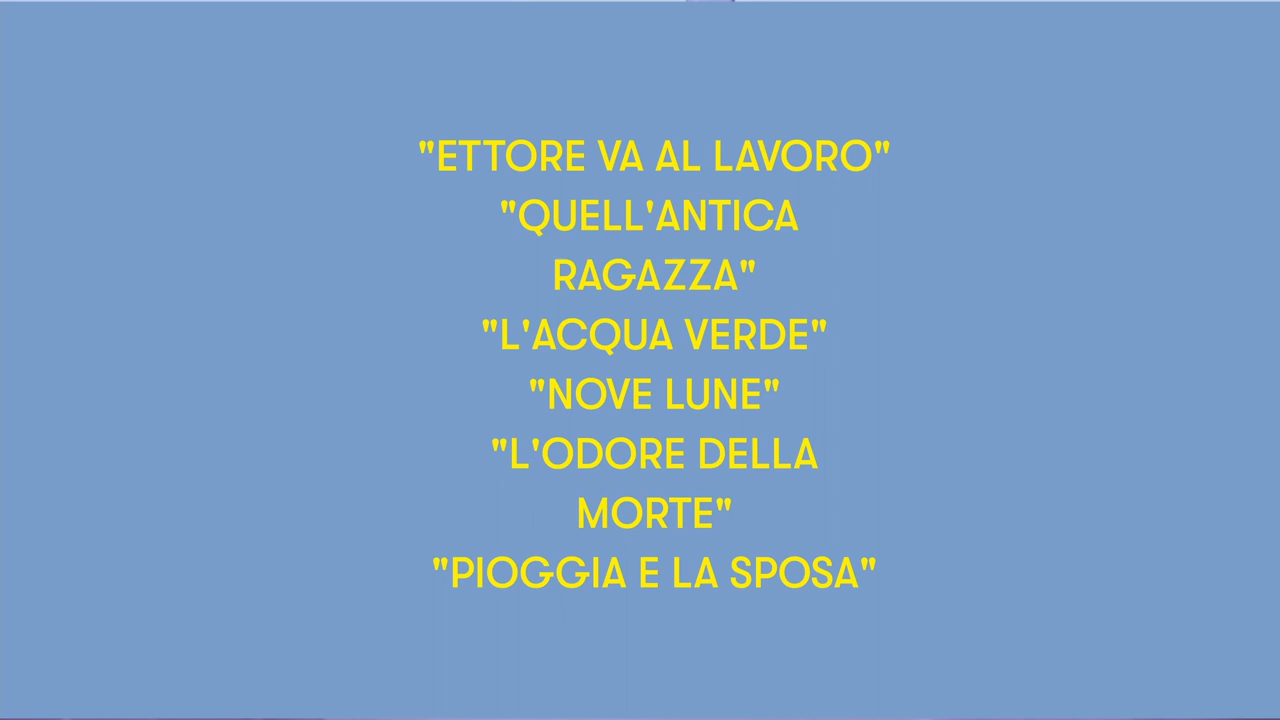 "ETTORE VA AL LAVORO"
"QUELL'ANTICA
RAGAZZA"
"L'ACQUA VERDE"
"NOVE LUNE"
"L'ODORE DELLA
MORTE"
"PIOGGIA E LA SPOSA"